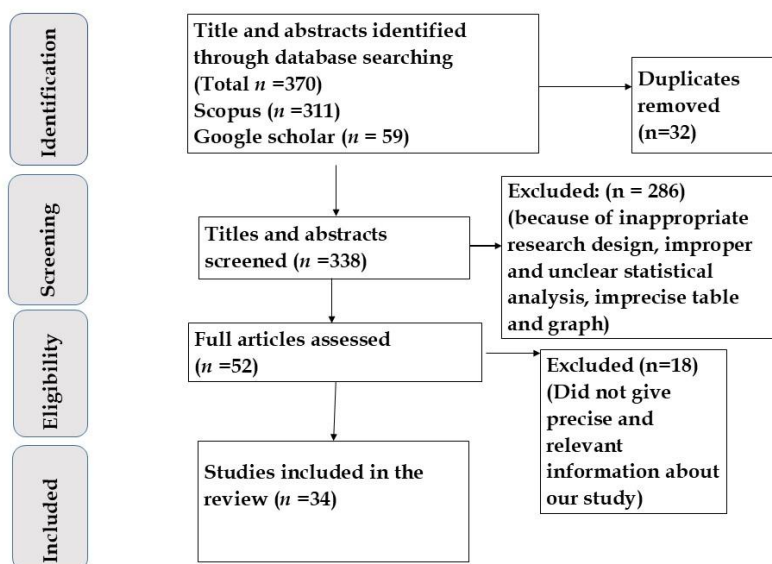 Identification
Title and abstracts identified
through database searching
(Total n =370)
Scopus (n =311)
Google scholar (n = 59)
Duplicates
removed
(n=32)
Screening
Titles and abstracts
screened (n =338)
Excluded: (n = 286)
(because of inappropriate
research design, improper
and unclear statistical
analysis, imprecise table
and graph)
Eligibility
Full articles assessed
(n =52)
Excluded (n=18)
(Did not give
precise and
relevant
information about
our study)
Included
Studies included in the
review (n =34)